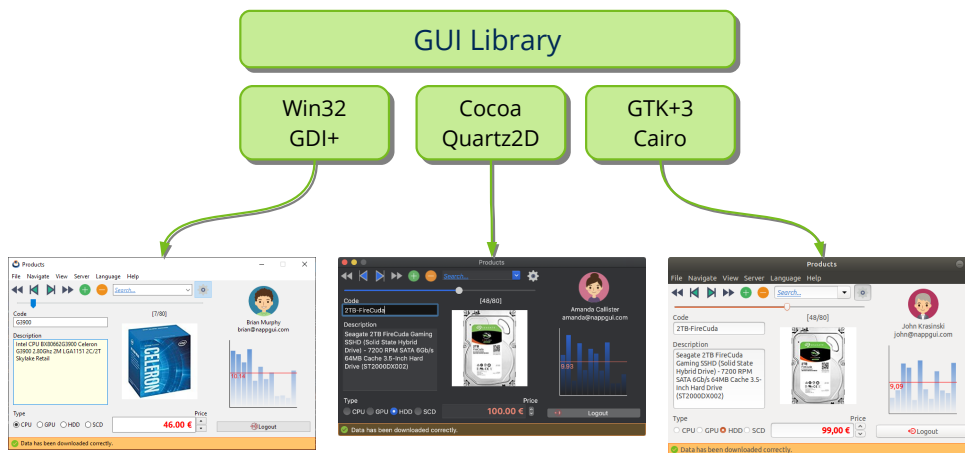 GUI Library
Win32
GDI+
Cocoa
Quartz2D
GTK+3
Cairo
Products
File Navigate View Server Language Help
Search...
[7/80]
Code
G3900
Description
Intel CPU BX80662G3900 Celeron
G3900 2.80Ghz 2M LGA1151 2C/2T
Skylake Retail
CELERON
Brian Murphy
brian@nappgui.com
10,14
Type
CPU GPU HDD SCD
Price
46.00 €
Logout
Data has been downloaded correctly.
Products
Search...
[48/80]
Code
2TB-FireCuda
Description
Seagate 2TB FireCuda Gaming
SSHD (Solid State Hybrid
Drive) - 7200 RPM SATA 6Gb/s
64MB Cache 3.5-Inch Hard
Drive (ST2000DX002)
Amanda Callister
amanda@nappgui.com
9.93
Type
CPU GPU HDD SCD
Price
100.00 €
Logout
Data has been downloaded correctly.
Products
File Navigate View Server Language Help
Search...
[48/80]
Code
2TB-FireCuda
Description
Seagate 2TB FireCuda
Gaming SSHD (Solid State
Hybrid Drive) - 7200 RPM
SATA 6Gb/s 64MB Cache 3.5-
Inch Hard Drive
(ST2000DX002)
John Krasinski
john@nappgui.com
9,09
Type
CPU GPU HDD SCD
Price
99,00 €
Logout
Data has been downloaded correctly.